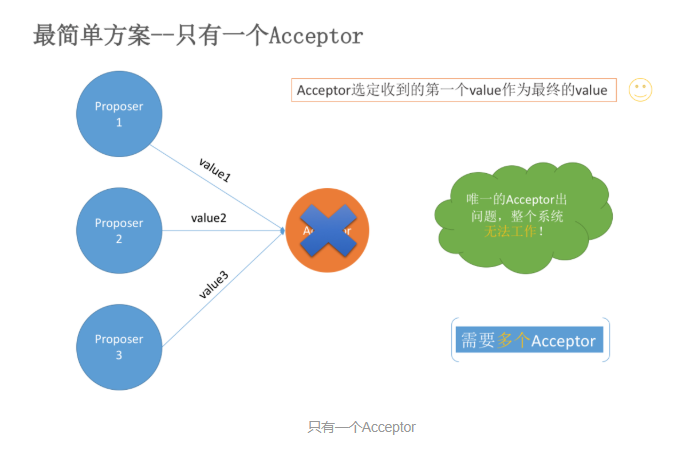 最简单方案--只有一个Acceptor
Acceptor选定收到的第一个value作为最终的value
Proposer
1
value1
Proposer
2
value2
唯一的Acceptor出
问题，整个系统
无法工作！
Proposer
3
value3
需要多个Acceptor
只有一个Acceptor